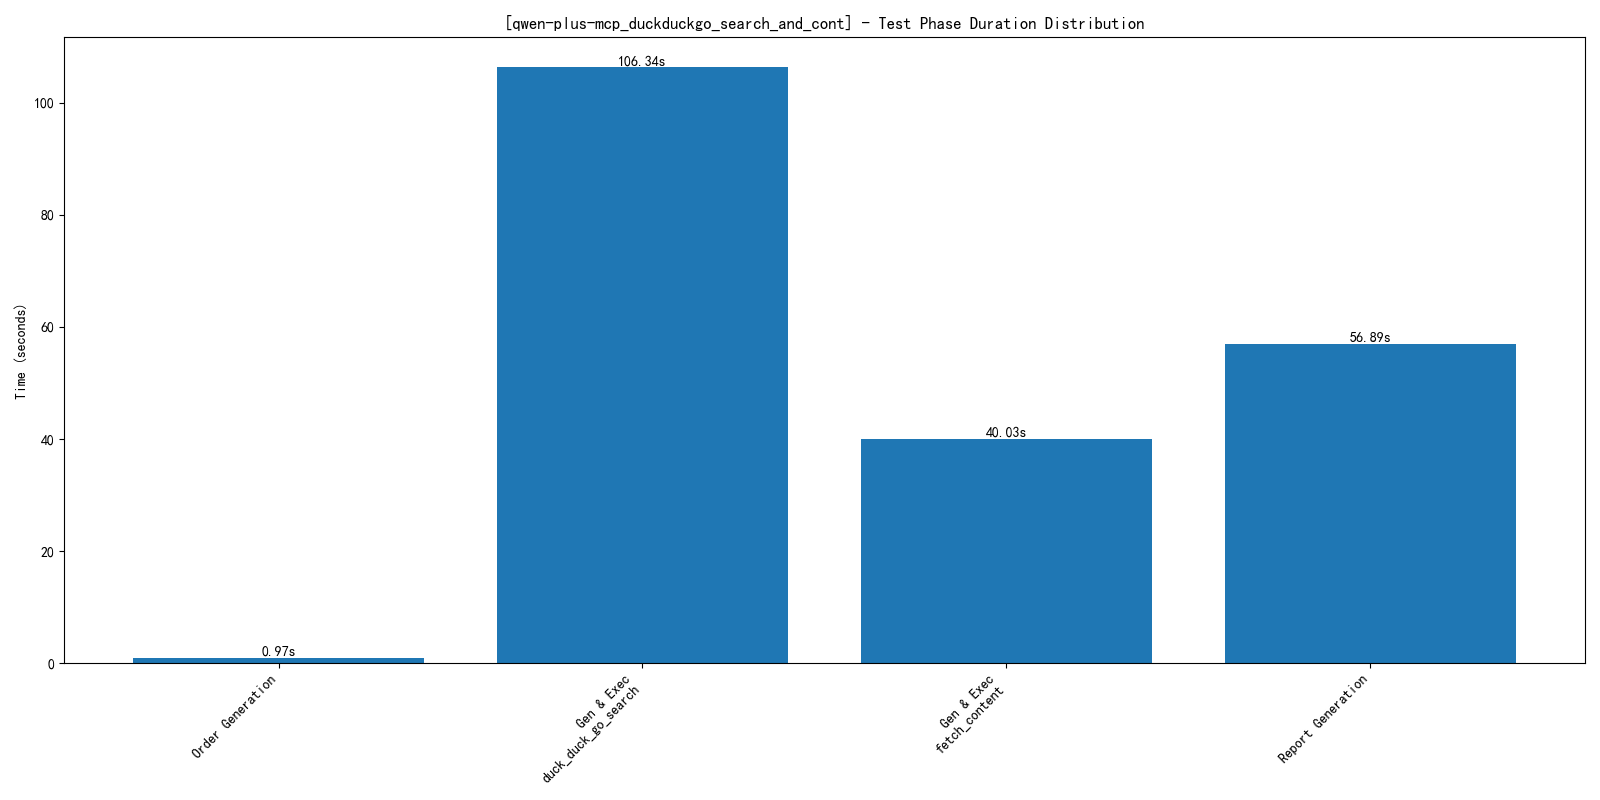 [qwen-plus-mcp_duckduckgo_search_and_cont] - Test Phase Duration Distribution
Time (seconds)
100
80
60
40
20
0
0.97s
106.34s
40.03s
56.89s
Order Generation
Gen & Exec
duck_duck_go_search
Gen & Exec
fetch_content
Report Generation